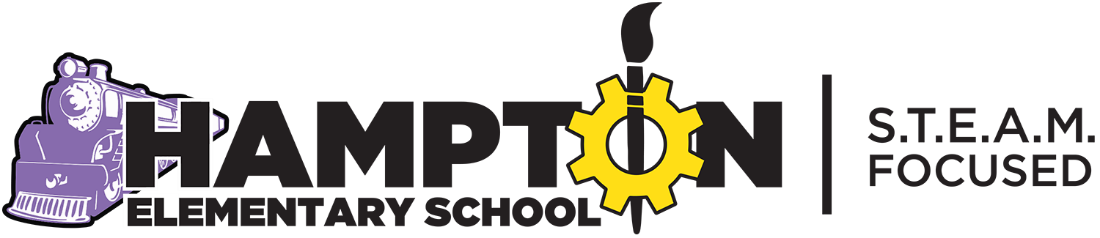 HAMPTON
ELEMENTARY SCHOOL
S.T.E.A.M.
FOCUSED